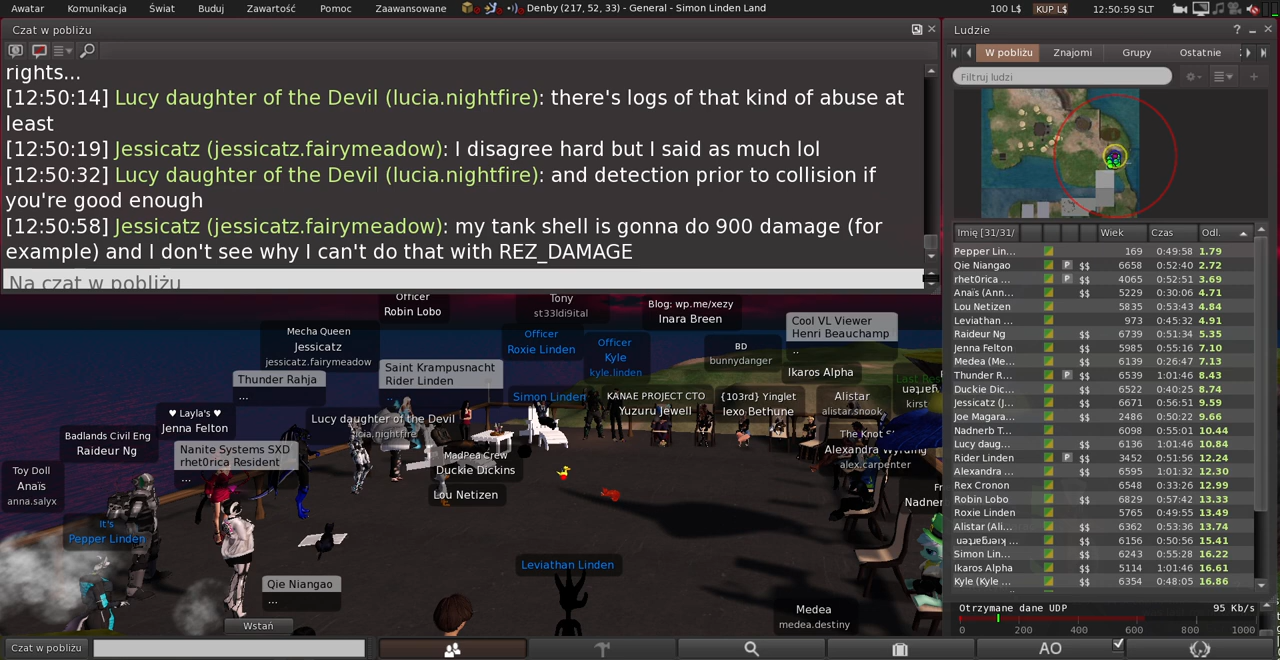 Awatar Komunikacja Świat Buduj Zawartość Pomoc Zaawansowane Denby (217, 52, 33) - General - Simon Linden Land 100 L$ KUP L$ 12:50:59 SLT
Czat w pobliżu
rights...
[12:50:14] Lucy daughter of the Devil (lucia.nightfire): there's logs of that kind of abuse at
least
[12:50:19] Jessicatz (jessicatz.fairymeadow): I disagree hard but I said as much lol
[12:50:32] Lucy daughter of the Devil (lucia.nightfire): and detection prior to collision if
you're good enough
[12:50:58] Jessicatz (jessicatz.fairymeadow): my tank shell is gonna do 900 damage (for
example) and I don't see why I can't do that with REZ_DAMAGE
Na czat w pobliżu
Officer
Robin Lobo
Tony
st33ldi9ital
Blog: wp.me/xezy
Inara Breen
Mecha Queen
Jessicatz
jessicatz.fairymeadow
Officer
Roxie Linden
Officer
Kyle
kyle.linden
BD
bunnydanger
Cool VL Viewer
Henri Beauchamp
..
Ikaros Alpha
Thunder Rahja
...
Saint Krampusnacht
Rider Linden
Simon Linden
KANAE PROJECT CTO
Yuzuru Jewell
{103rd} Yinglet
Iexo Bethune
Alistar
alistar.snook
kirst
♥ Layla's ♥
Jenna Felton
Lucy daughter of the Devil
lucia.nightfire
The Knot S
Alexandra Wyrding
alex.carpenter
Badlands Civil Eng
Raideur Ng
Nanite Systems SXD
rhet0rica Resident
...
MadPea Crew
Duckie Dickins
Lou Netizen
Toy Doll
Anaïs
anna.salyx
It's
Pepper Linden
Leviathan Linden
Qie Niangao
...
Medea
medea.destiny
Wstań
Czat w pobliżu
AO
Ludzie
W pobliżu Znajomi Grupy Ostatnie
Filtruj ludzi
Imię [31/31/ Wiek Czas Odl.
Pepper Lin... 169 0:49:58 1.79
Qie Niangao P $$ 6658 0:52:40 2.72
rhet0rica ... P $$ 4065 0:52:51 3.69
Anaïs (Ann... $$ 5229 0:30:06 4.71
Lou Netizen 5835 0:53:43 4.84
Leviathan ... 973 0:45:32 4.91
Raideur Ng $$ 6739 0:51:34 5.35
Jenna Felton $$ 5985 0:55:16 7.10
Medea (Me... $$ 6139 0:26:47 7.13
Thunder R... P $$ 6539 1:01:46 8.43
Duckie Dic... $$ 6522 0:40:25 8.74
Jessicatz (J... $$ 6671 0:56:51 9.59
Joe Magara... $$ 2486 0:50:22 9.66
Nadnerb T... 6098 0:55:01 10.44
Lucy daug... $$ 6136 1:01:46 10.84
Rider Linden P $$ 3452 0:51:56 12.24
Alexandra ... $$ 6595 1:01:32 12.30
Rex Cronon $$ 6548 0:33:26 12.99
Robin Lobo $$ 6829 0:57:42 13.33
Roxie Linden 5765 0:49:55 13.49
Alistar (Ali... $$ 6362 0:53:36 13.74
$$ 6156 0:50:56 15.41
Simon Lin... $$ 6243 0:55:28 16.22
Ikaros Alpha $$ 5114 1:01:46 16.61
Kyle (Kyle ... $$ 6354 0:48:05 16.86
Otrzymane dane UDP 95 Kb/s
0 200 400 600 800 1000